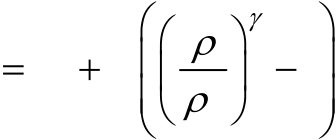 = + ((ρ/ρ)^γ − )